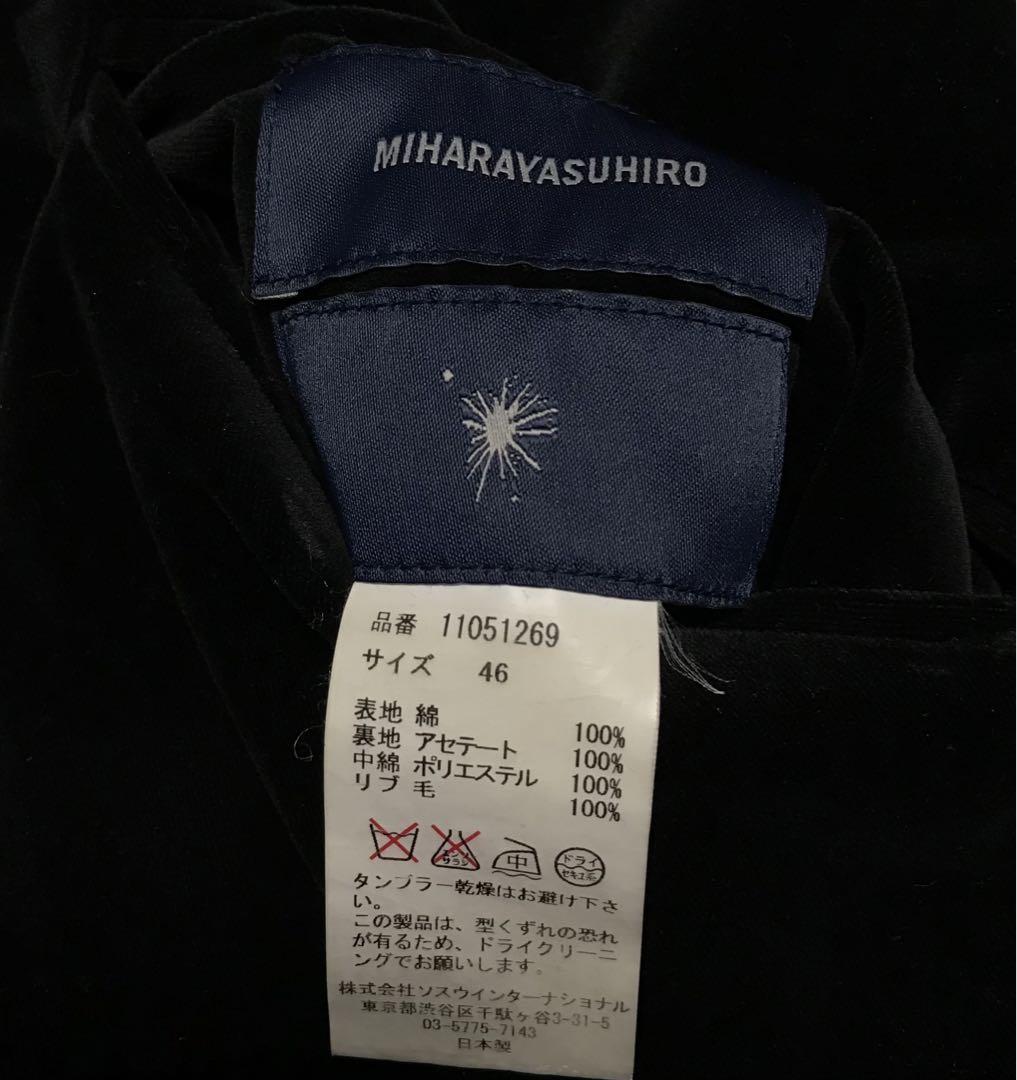 MIHARAYASUHIRO
品番 11051269
サイズ 46
表地 綿 100%
裏地 アセテート 100%
中綿 ポリエステル 100%
リブ 毛 100%
エンソ
サラシ
中
ドライ
セキユ系
タンブラー乾燥はお避け下さ
い。
この製品は、型くずれの恐れ
が有るため、ドライクリーニ
ングでお願いします。
株式会社ソスウインターナショナル
東京都渋谷区千駄ヶ谷3-31-5
03-5775-7143
日本製